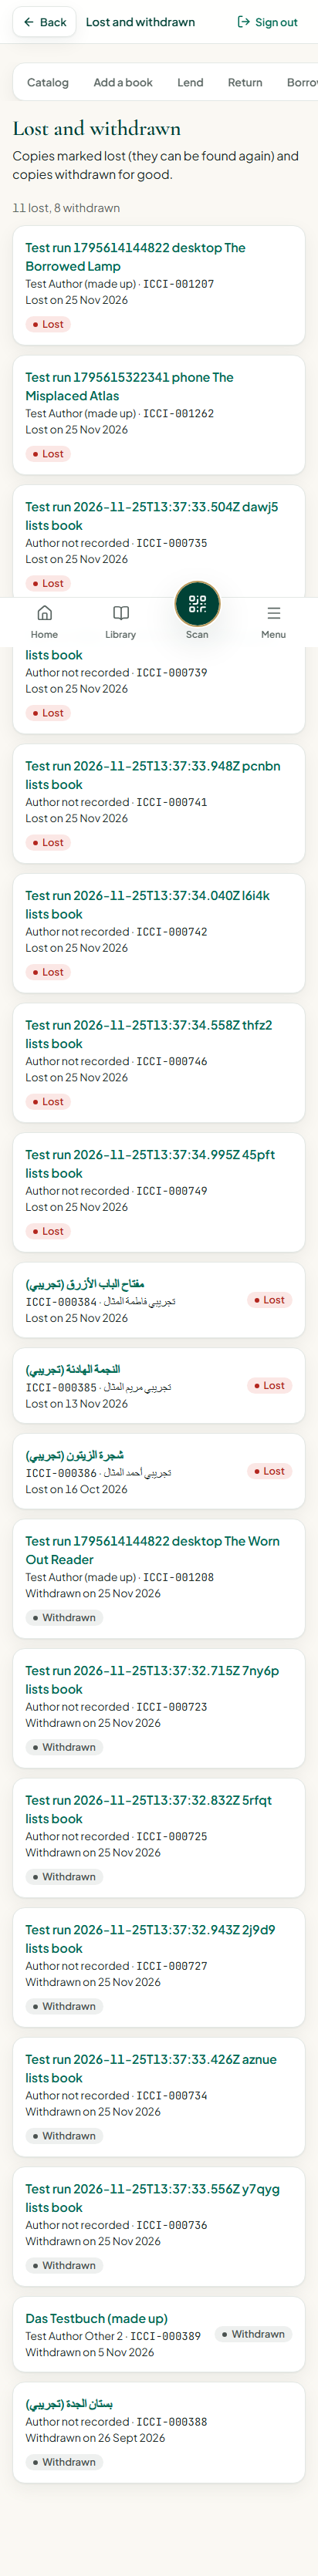 Back
Lost and withdrawn
Sign out
Catalog
Add a book
Lend
Return
Lost and withdrawn
Copies marked lost (they can be found again) and
copies withdrawn for good.
11 lost, 8 withdrawn
Test run 1795614144822 desktop The
Borrowed Lamp
Test Author (made up) · ICCI-001207
Lost on 25 Nov 2026
Lost
Test run 1795615322341 phone The
Misplaced Atlas
Test Author (made up) · ICCI-001262
Lost on 25 Nov 2026
Lost
Test run 2026-11-25T13:37:33.504Z dawj5
lists book
Author not recorded · ICCI-000735
Lost on 25 Nov 2026
Lost
Home
Library
Scan
Menu
lists book
Author not recorded · ICCI-000739
Lost on 25 Nov 2026
Lost
Test run 2026-11-25T13:37:33.948Z pcnbn
lists book
Author not recorded · ICCI-000741
Lost on 25 Nov 2026
Lost
Test run 2026-11-25T13:37:34.040Z l6i4k
lists book
Author not recorded · ICCI-000742
Lost on 25 Nov 2026
Lost
Test run 2026-11-25T13:37:34.558Z thfz2
lists book
Author not recorded · ICCI-000746
Lost on 25 Nov 2026
Lost
Test run 2026-11-25T13:37:34.995Z 45pft
lists book
Author not recorded · ICCI-000749
Lost on 25 Nov 2026
Lost
مفتاح الباب الأزرق (تجريبي)
تجريبي فاطمة المثال · ICCI-000384
Lost on 25 Nov 2026
Lost
النجمة الهادئة (تجريبي)
تجريبي مريم المثال · ICCI-000385
Lost on 13 Nov 2026
Lost
شجرة الزيتون (تجريبي)
تجريبي أحمد المثال · ICCI-000386
Lost on 16 Oct 2026
Lost
Test run 1795614144822 desktop The Worn
Out Reader
Test Author (made up) · ICCI-001208
Withdrawn on 25 Nov 2026
Withdrawn
Test run 2026-11-25T13:37:32.715Z 7ny6p
lists book
Author not recorded · ICCI-000723
Withdrawn on 25 Nov 2026
Withdrawn
Test run 2026-11-25T13:37:32.832Z 5rfqt
lists book
Author not recorded · ICCI-000725
Withdrawn on 25 Nov 2026
Withdrawn
Test run 2026-11-25T13:37:32.943Z 2j9d9
lists book
Author not recorded · ICCI-000727
Withdrawn on 25 Nov 2026
Withdrawn
Test run 2026-11-25T13:37:33.426Z aznue
lists book
Author not recorded · ICCI-000734
Withdrawn on 25 Nov 2026
Withdrawn
Test run 2026-11-25T13:37:33.556Z y7qyg
lists book
Author not recorded · ICCI-000736
Withdrawn on 25 Nov 2026
Withdrawn
Das Testbuch (made up)
Test Author Other 2 · ICCI-000389
Withdrawn on 5 Nov 2026
Withdrawn
بستان الجدة (تجريبي)
Author not recorded · ICCI-000388
Withdrawn on 26 Sept 2026
Withdrawn